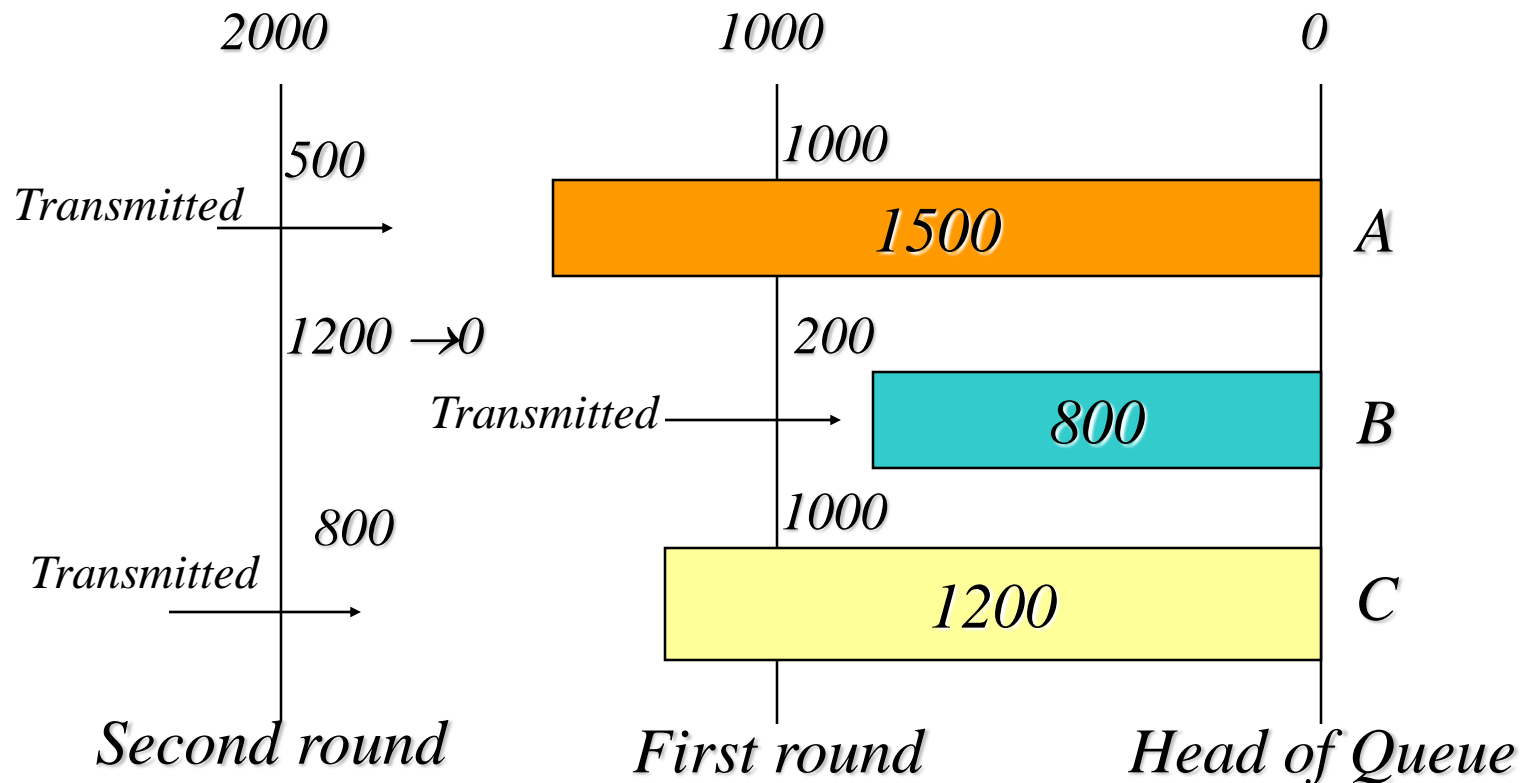 2000 1000 0
500 1000
Transmitted 1500 A
1200 →0 200
Transmitted 800 B
800 1000
Transmitted 1200 C
Second round First round Head of Queue